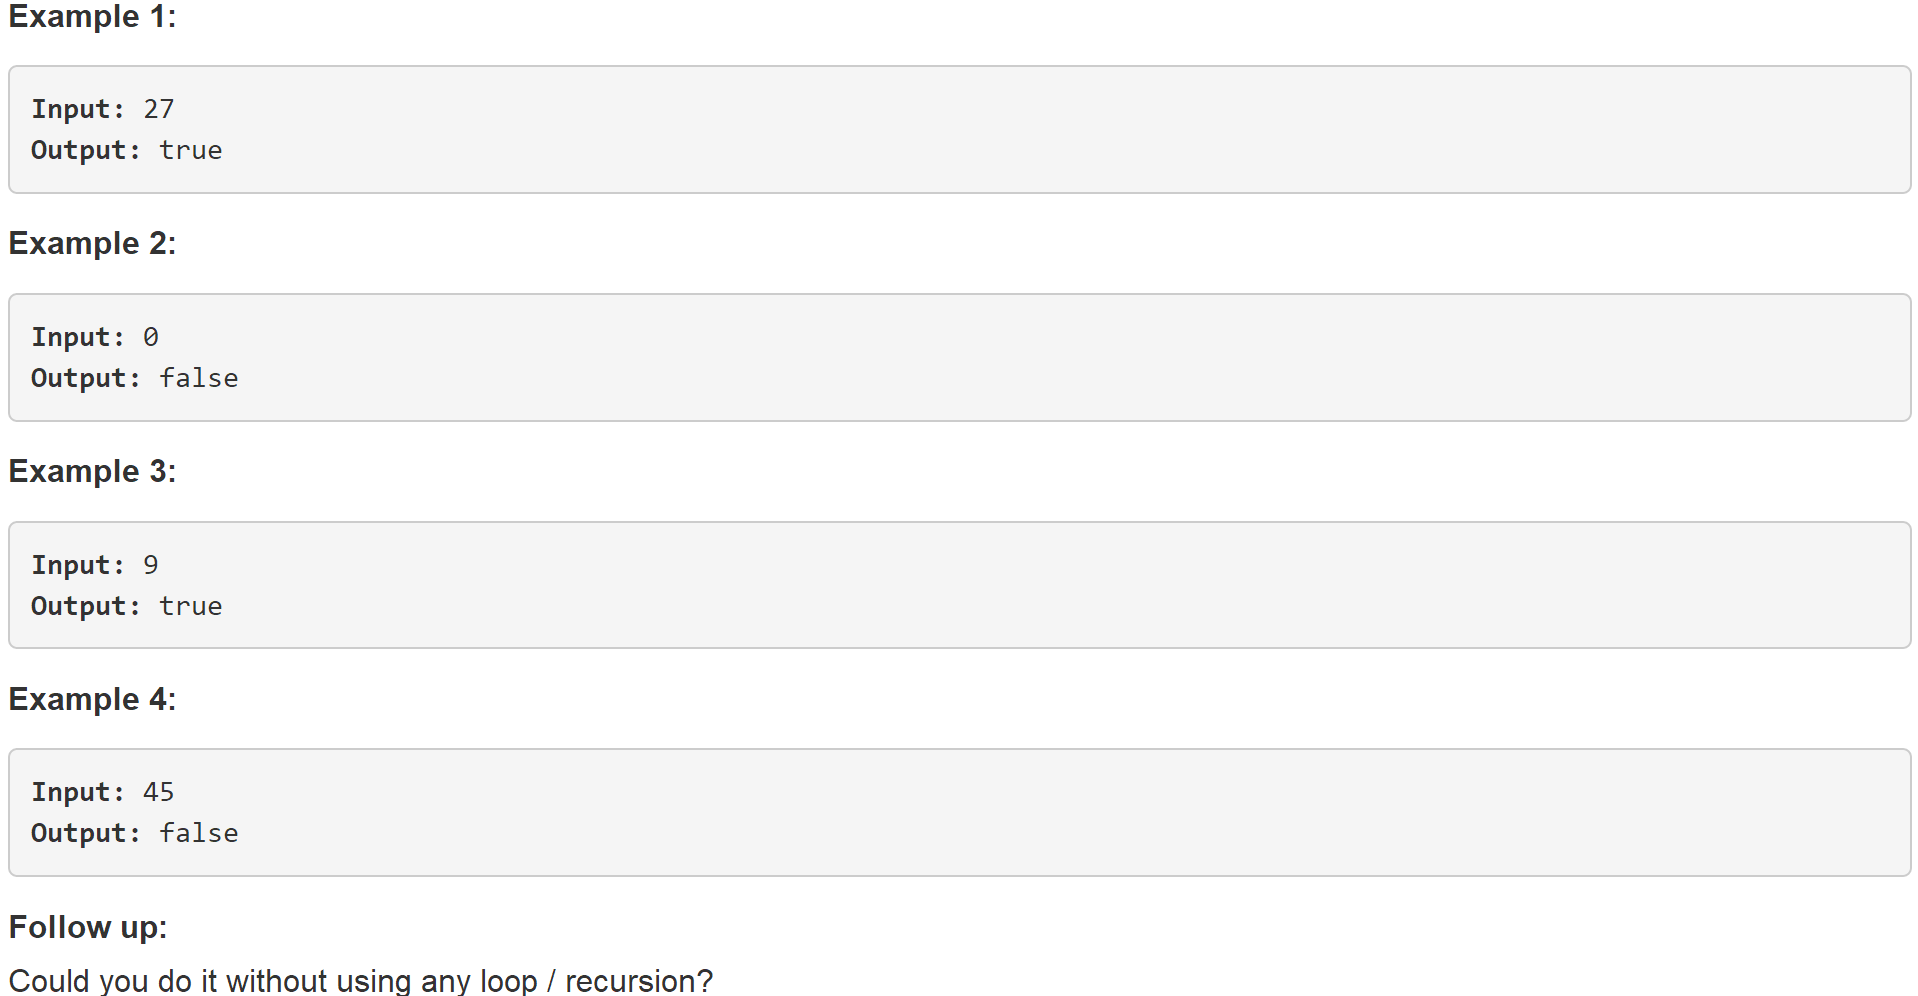 Example 1:
Input: 27
Output: true
Example 2:
Input: 0
Output: false
Example 3:
Input: 9
Output: true
Example 4:
Input: 45
Output: false
Follow up:
Could you do it without using any loop / recursion?